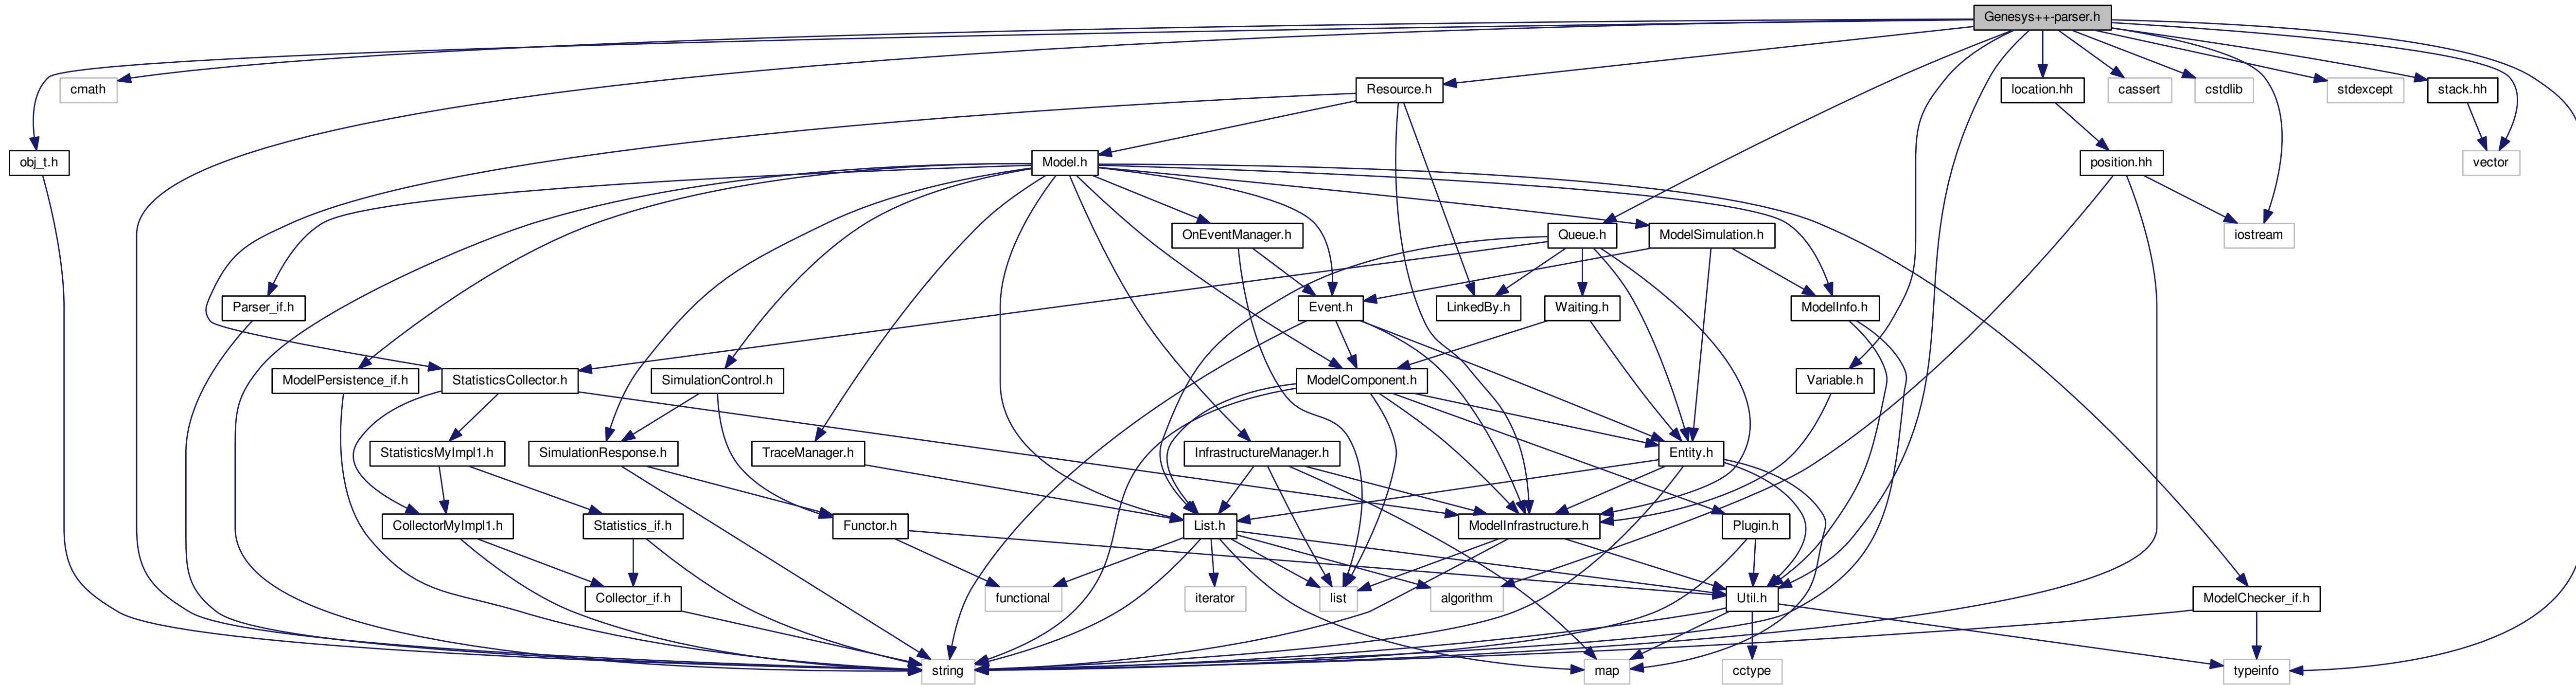 Genesys++-parser.h
cmath
Resource.h
location.hh
cassert
cstdlib
stdexcept
stack.hh
obj_t.h
Model.h
position.hh
vector
OnEventManager.h
Queue.h
ModelSimulation.h
iostream
Parser_if.h
Event.h
LinkedBy.h
Waiting.h
ModelInfo.h
ModelPersistence_if.h
StatisticsCollector.h
SimulationControl.h
ModelComponent.h
Variable.h
StatisticsMyImpl1.h
SimulationResponse.h
TraceManager.h
InfrastructureManager.h
Entity.h
CollectorMyImpl1.h
Statistics_if.h
Functor.h
List.h
ModelInfrastructure.h
Plugin.h
Collector_if.h
functional
iterator
list
algorithm
Util.h
ModelChecker_if.h
string
map
cctype
typeinfo